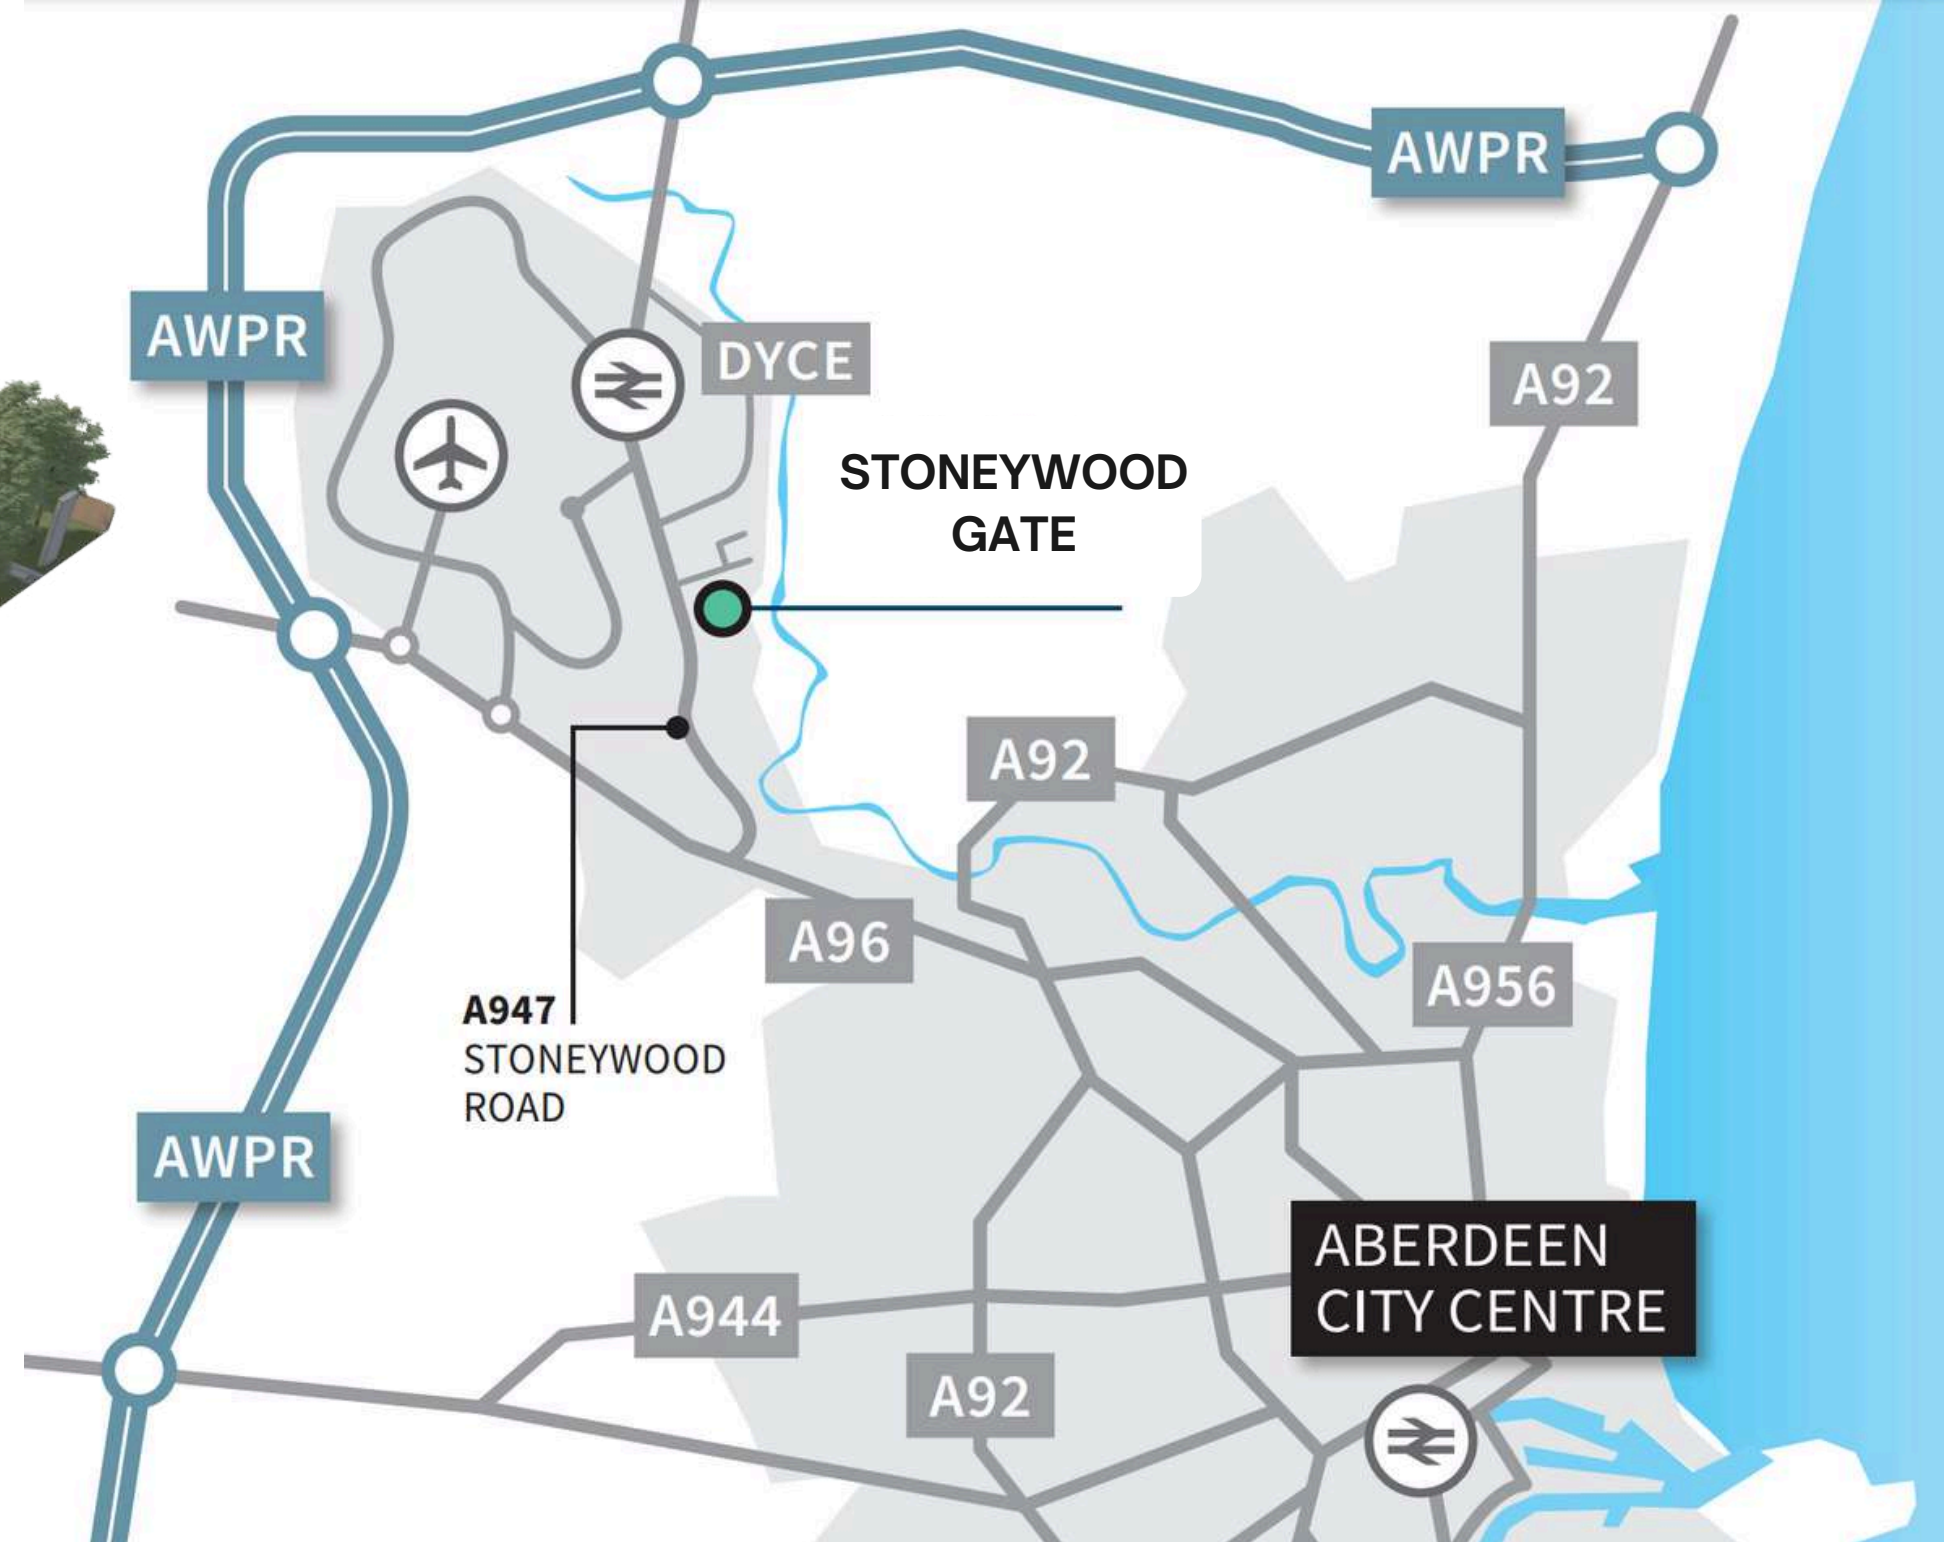 AWPR
AWPR
DYCE
A92
STONEYWOOD
GATE
A92
A96
A956
A947
STONEYWOOD
ROAD
AWPR
ABERDEEN
CITY CENTRE
A944
A92